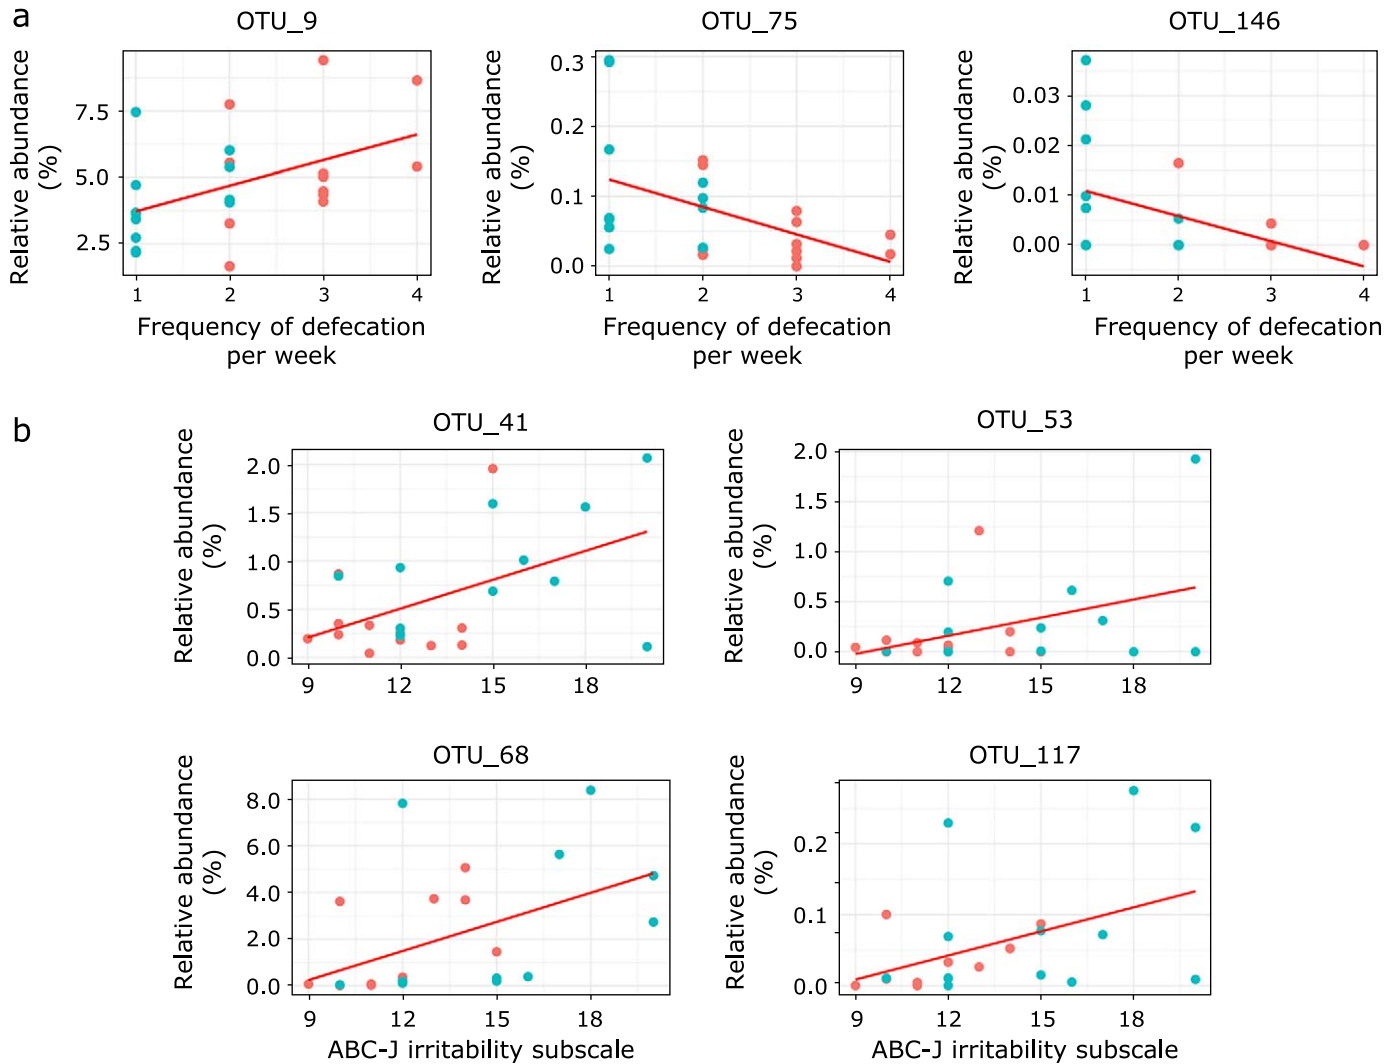 a
OTU_9
OTU_75
OTU_146
Relative abundance
(%)
7.5
5.0
2.5
1 2 3 4
Frequency of defecation
per week
Relative abundance
(%)
0.3
0.2
0.1
0.0
1 2 3 4
Frequency of defecation
per week
Relative abundance
(%)
0.03
0.02
0.01
0.00
1 2 3 4
Frequency of defecation
per week
b
OTU_41
Relative abundance
(%)
2.0
1.5
1.0
0.5
0.0
9 12 15 18
OTU_53
Relative abundance
(%)
2.0
1.5
1.0
0.5
0.0
9 12 15 18
OTU_68
Relative abundance
(%)
8.0
6.0
4.0
2.0
0.0
9 12 15 18
ABC-J irritability subscale
OTU_117
Relative abundance
(%)
0.2
0.1
0.0
9 12 15 18
ABC-J irritability subscale